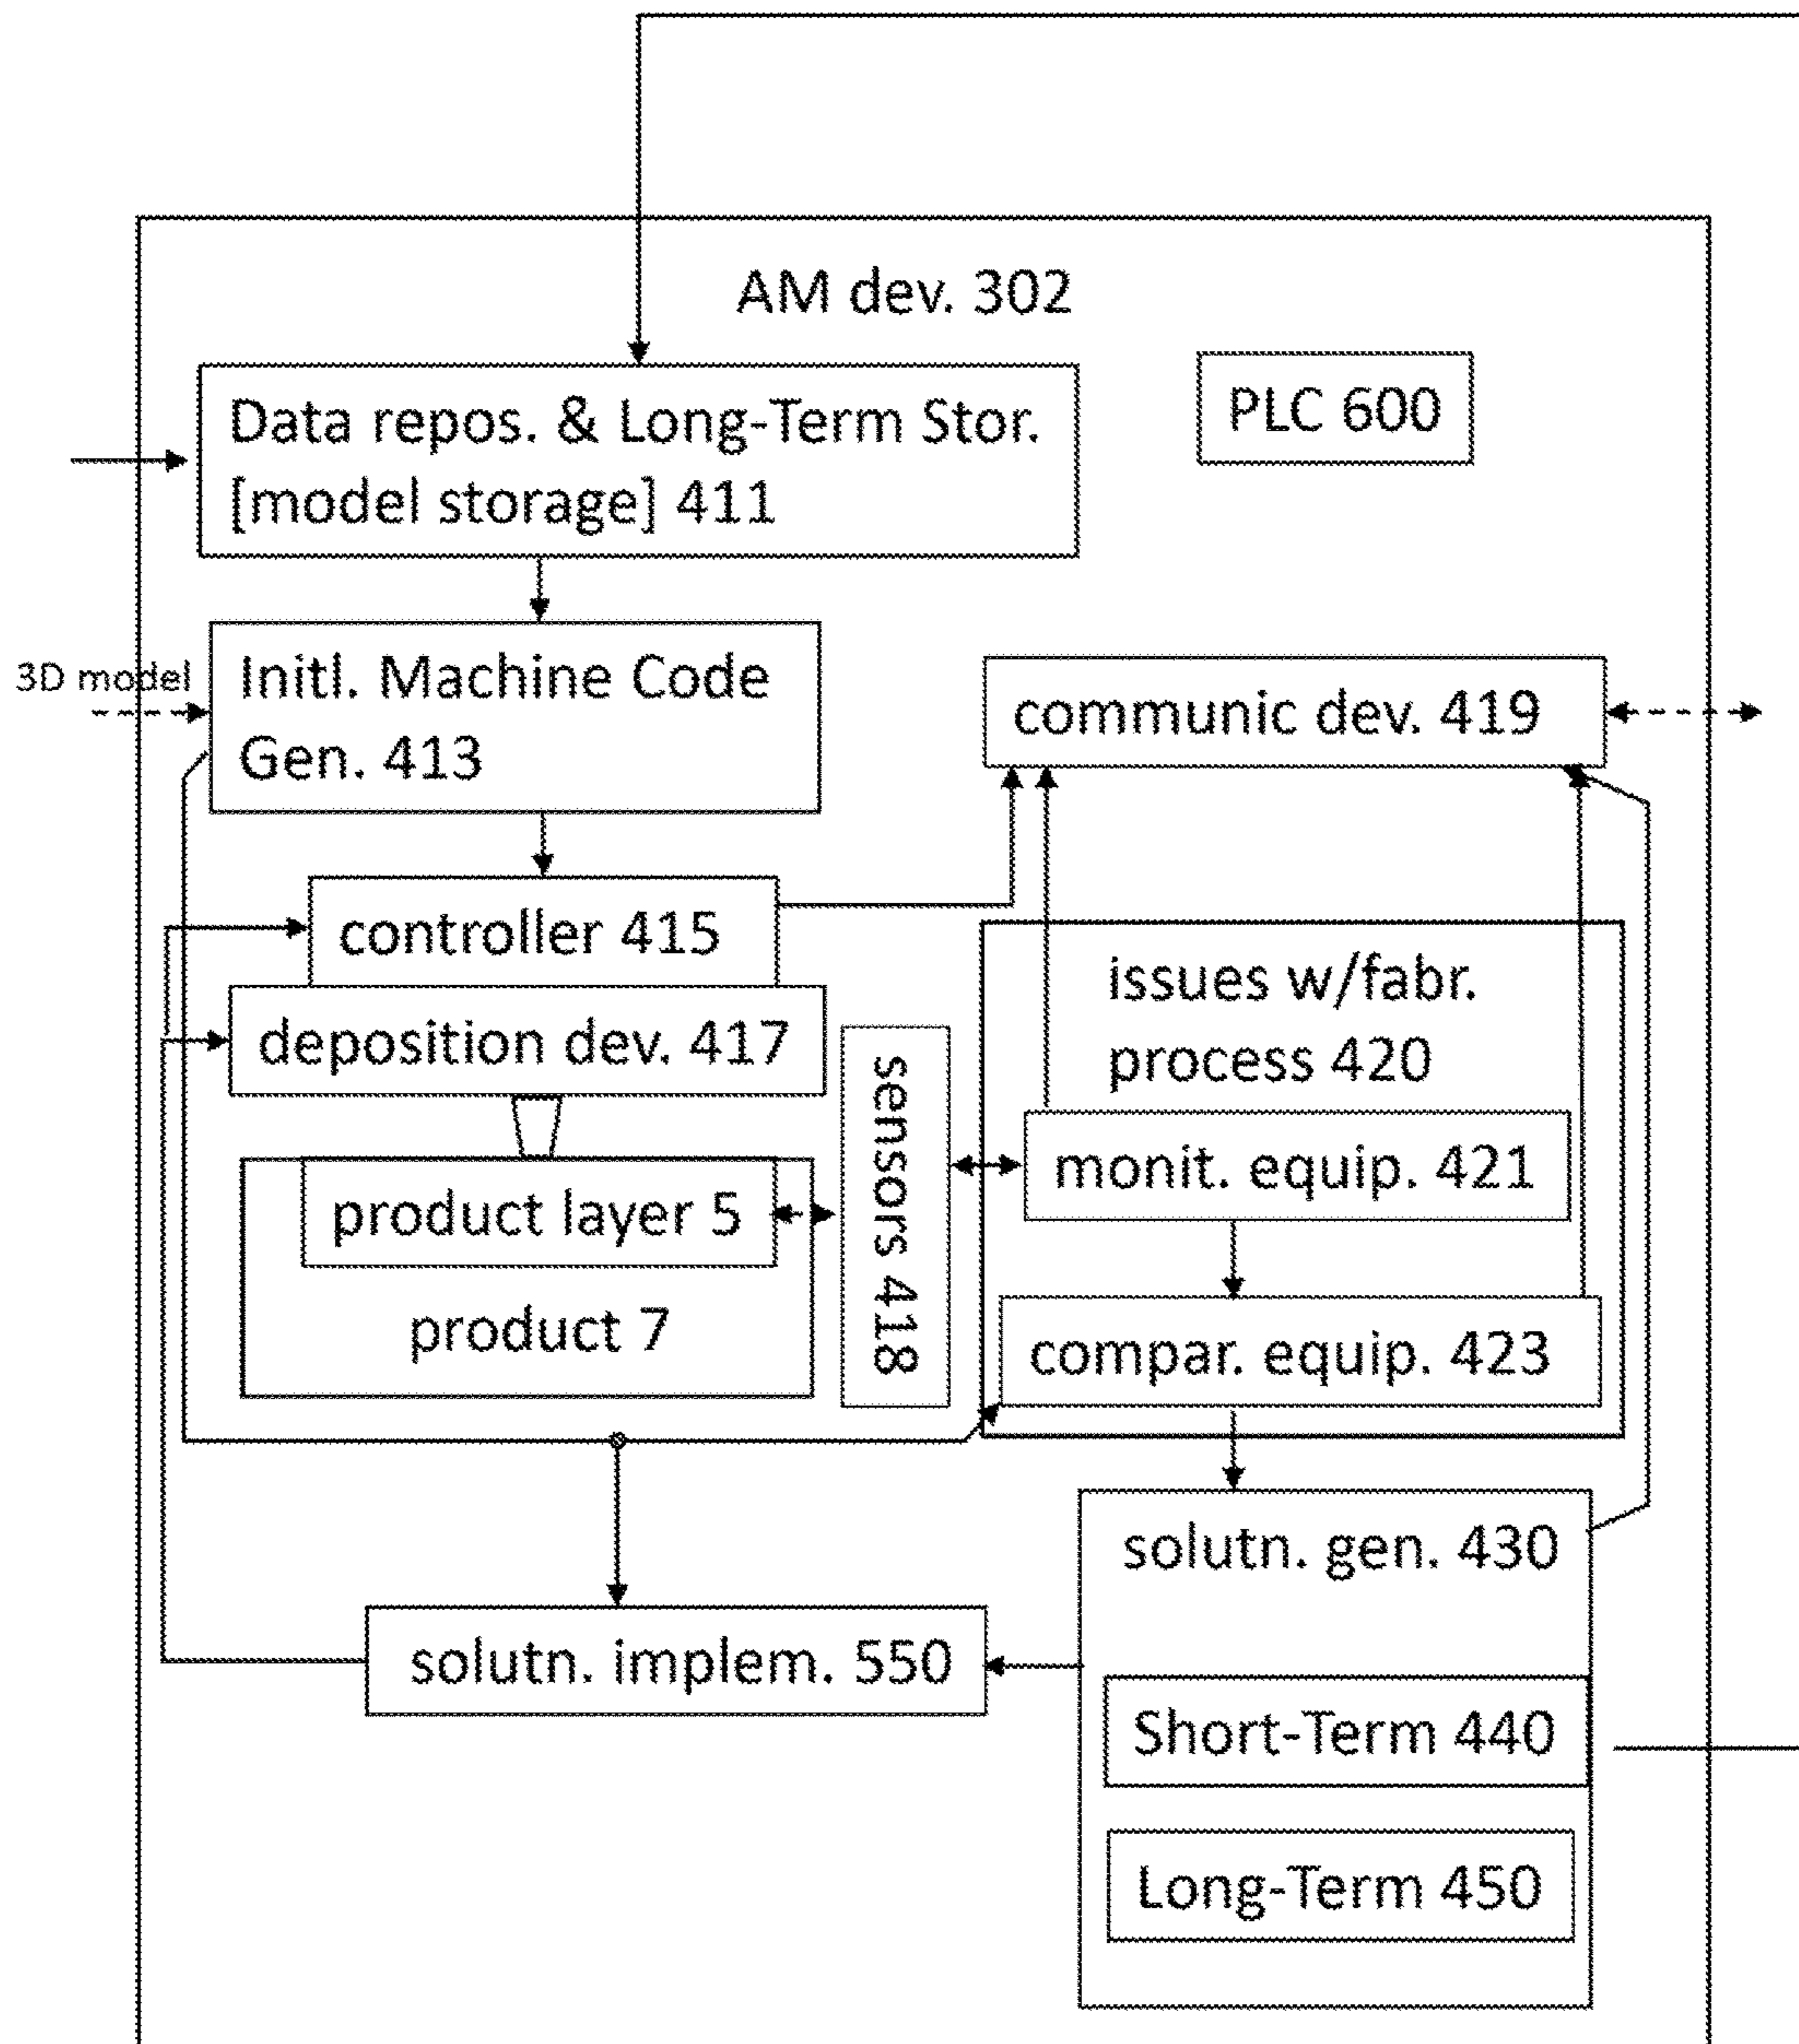 AM dev. 302
Data repos. & Long-Term Stor.
[model storage] 411
PLC 600
3D model
Initl. Machine Code
Gen. 413
communic dev. 419
controller 415
deposition dev. 417
issues w/fabr.
process 420
sensors 418
monit. equip. 421
product layer 5
product 7
compar. equip. 423
solutn. gen. 430
solutn. implem. 550
Short-Term 440
Long-Term 450